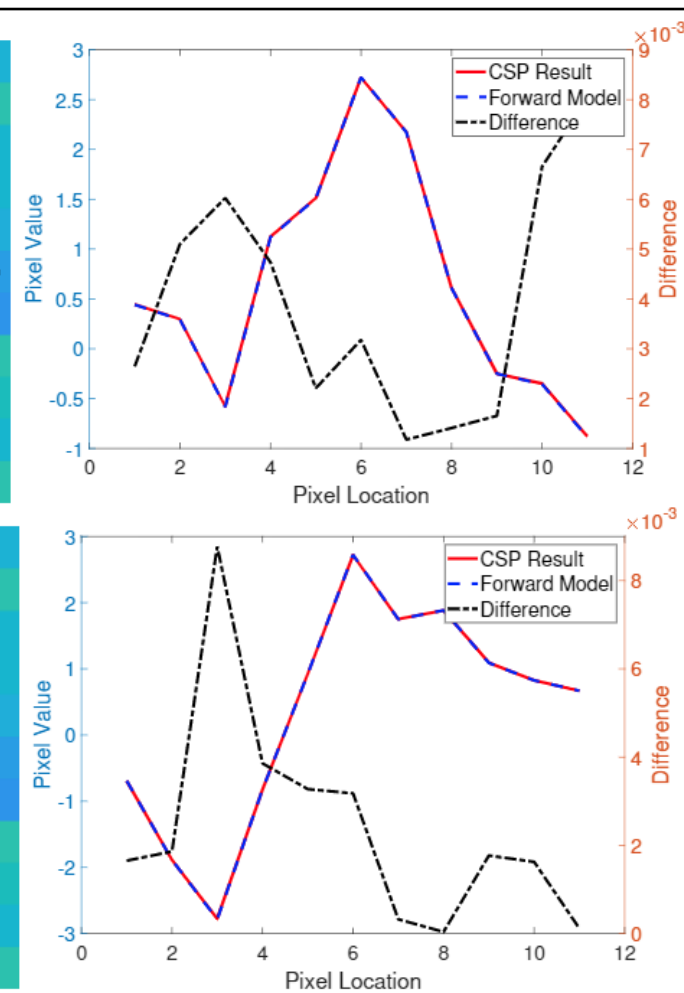 ×10⁻³
3
2.5
2
1.5
1
0.5
0
-0.5
-1
Pixel Value
CSP Result
Forward Model
Difference
9
8
7
6
5
4
3
2
1
Difference
0 2 4 6 8 10 12
Pixel Location
×10⁻³
3
2
1
0
-1
-2
-3
Pixel Value
CSP Result
Forward Model
Difference
8
6
4
2
0
Difference
0 2 4 6 8 10 12
Pixel Location